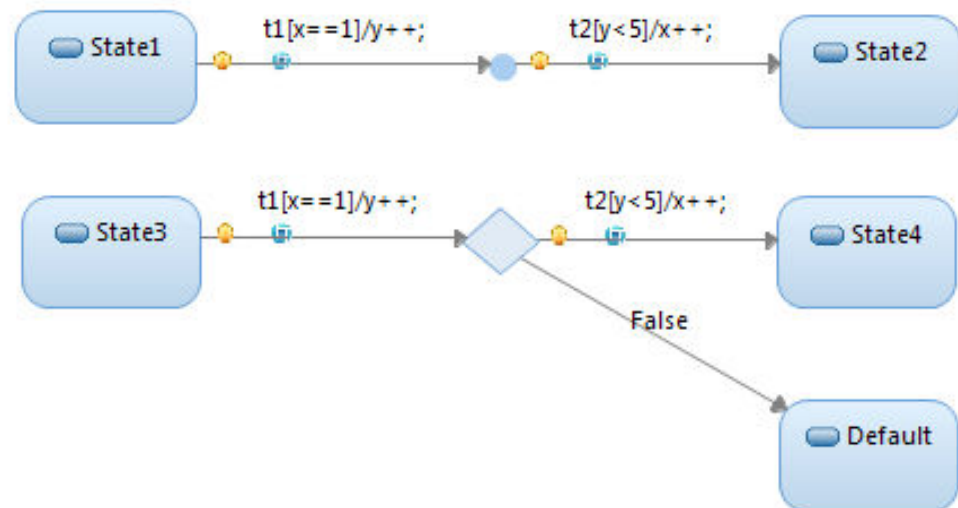 State1
t1[x==1]/y++;
t2[y<5]/x++;
State2
State3
t1[x==1]/y++;
t2[y<5]/x++;
State4
False
Default